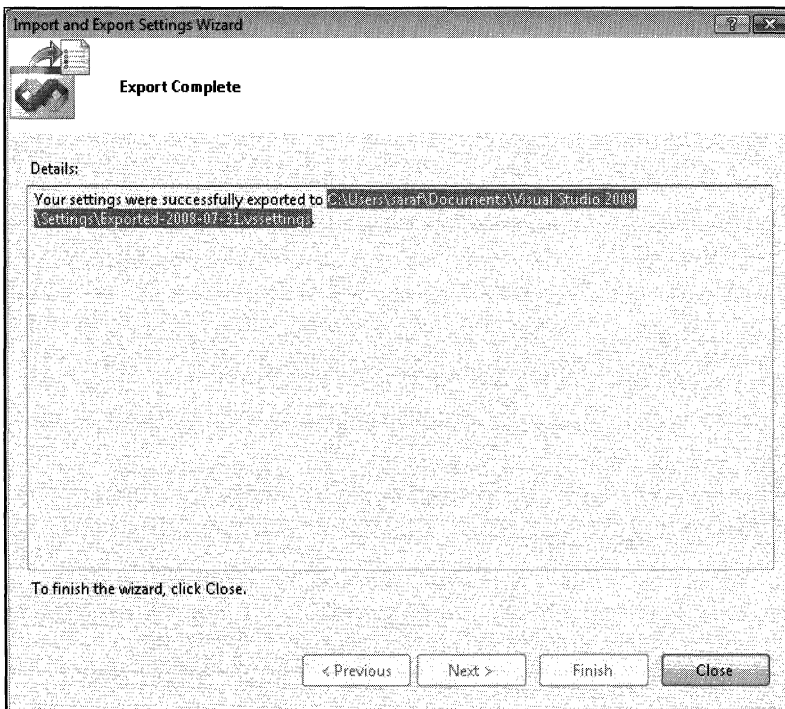 Import and Export Settings Wizard
Export Complete
Details:
Your settings were successfully exported to C:\Users\saraf\Documents\Visual Studio 2008
\Settings\Exported-2008-07-31.vssettings.
To finish the wizard, click Close.
< Previous
Next >
Finish
Close